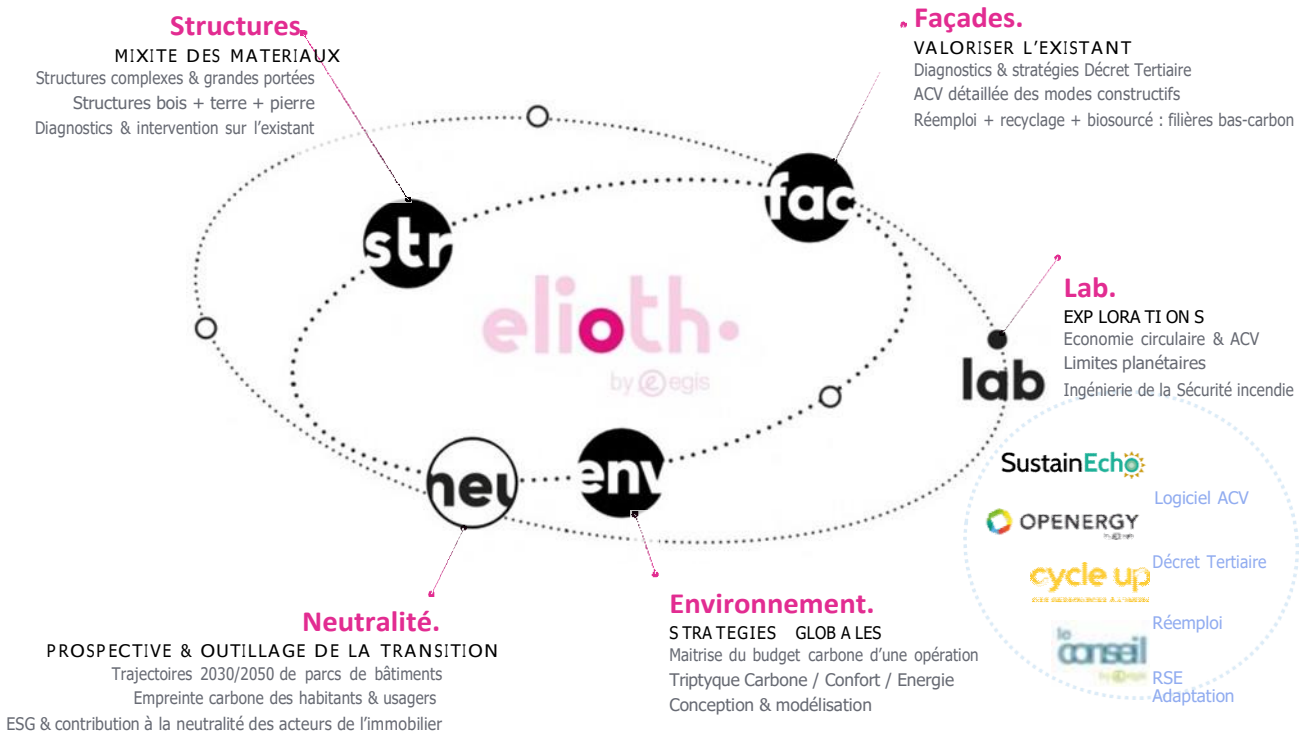 Structures.
MIXITE DES MATERIAUX
Structures complexes & grandes portées
Structures bois + terre + pierre
Diagnostics & intervention sur l'existant
Façades.
VALORISER L'EXISTANT
Diagnostics & stratégies Décret Tertiaire
ACV détaillée des modes constructifs
Réemploi + recyclage + biosourcé : filières bas-carbon
str
fac
elioth.
by egis
Lab.
EXPLORATIONS
Economie circulaire & ACV
Limites planétaires
Ingénierie de la Sécurité incendie
lab
neu
env
SustainEcho
Logiciel ACV
OPENERGY
Décret Tertiaire
cycle up
Réemploi
le
conseil
by egis
RSE
Adaptation
Neutralité.
PROSPECTIVE & OUTILLAGE DE LA TRANSITION
Trajectoires 2030/2050 de parcs de bâtiments
Empreinte carbone des habitants & usagers
ESG & contribution à la neutralité des acteurs de l'immobilier
Environnement.
STRATEGIES GLOBALES
Maitrise du budget carbone d'une opération
Triptyque Carbone / Confort / Energie
Conception & modélisation